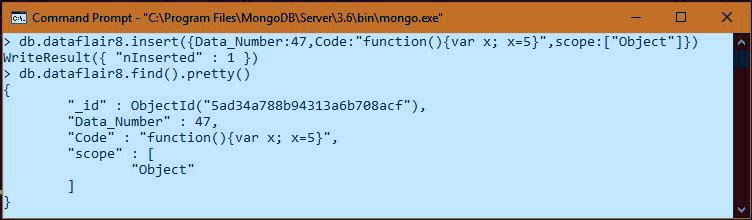 Command Prompt - "C:\Program Files\MongoDB\Server\3.6\bin\mongo.exe"
> db.dataflair8.insert({Data_Number:47,Code:"function(){var x; x=5}",scope:["Object"]})
WriteResult({ "nInserted" : 1 })
> db.dataflair8.find().pretty()
{
        "_id" : ObjectId("5ad34a788b94313a6b708acf"),
        "Data_Number" : 47,
        "Code" : "function(){var x; x=5}",
        "scope" : [
                "Object"
        ]
}